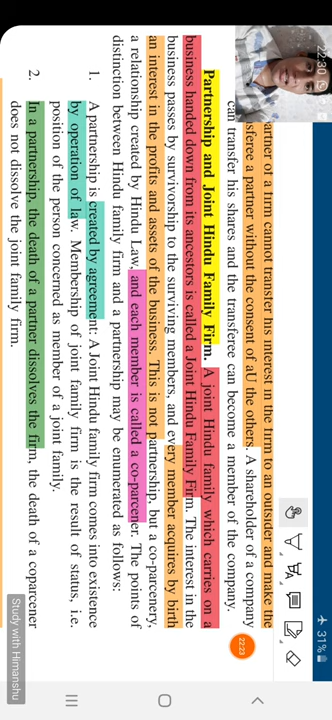 22:30
31%
artner of a firm cannot transfer his interest in the firm to an outsider and make the
sferee a partner without the consent of aU the others. A shareholder of a company
can transfer his shares and the transferee can become a member of the company.
22:23
Partnership and Joint Hindu Family Firm. A joint Hindu family which carries on a
business handed down from its ancestors is called a Joint Hindu Family Firm. The interest in the
business passes by survivorship to the surviving members, and every member acquires by birth
an interest in the profits and assets of the business. This is not partnership, but a co-parcenery,
a relationship created by Hindu Law, and each member is called a co-parcener. The points of
distinction between Hindu family firm and a partnership may be enumerated as follows:
1. A partnership is created by agreement: A Joint Hindu family firm comes into existence
by operation of law. Membership of joint family firm is the result of status, i.e.
position of the person concerned as member of a joint family.
2. In a partnership, the death of a partner dissolves the firm, the death of a coparcener
does not dissolve the joint family firm.
Study with Himanshu